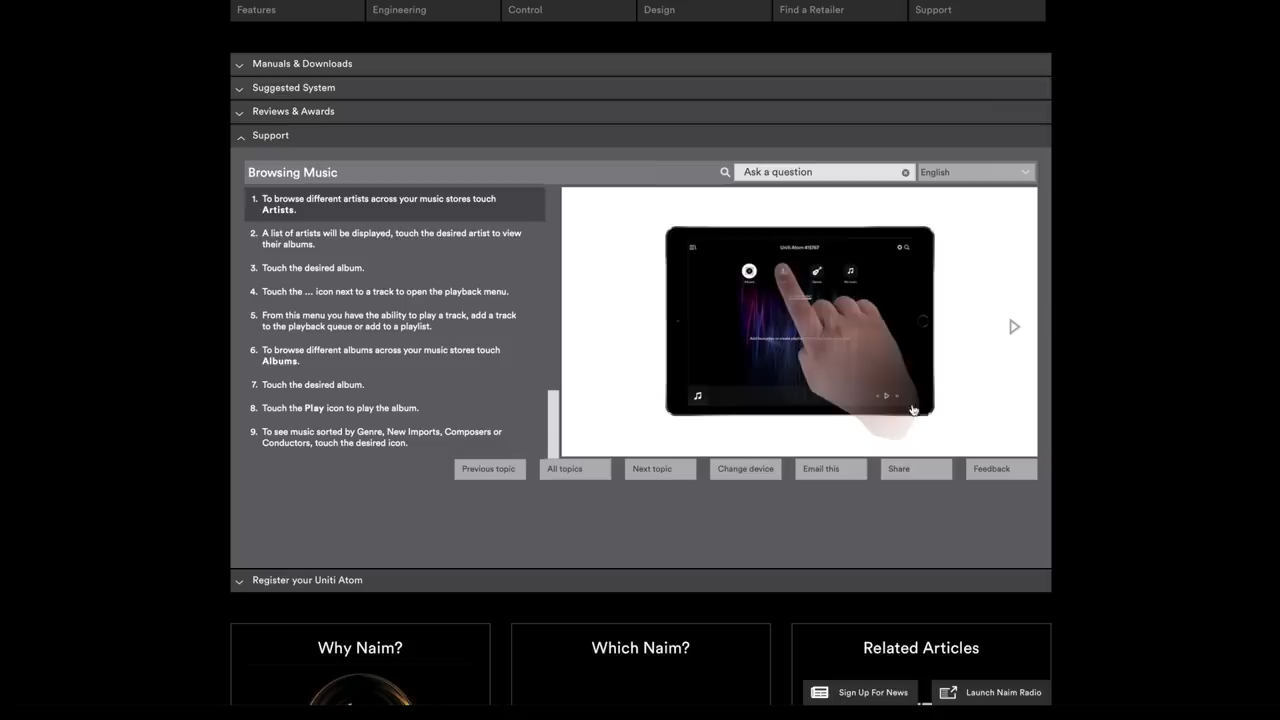 Features
Engineering
Control
Design
Find a Retailer
Support
Manuals & Downloads
Suggested System
Reviews & Awards
Support
Browsing Music
Ask a question
English
1. To browse different artists across your music stores touch
Artists.
2. A list of artists will be displayed, touch the desired artist to view
their albums.
3. Touch the desired album.
4. Touch the ... icon next to a track to open the playback menu.
5. From this menu you have the ability to play a track, add a track
to the playback queue or add to a playlist.
6. To browse different albums across your music stores touch
Albums.
7. Touch the desired album.
8. Touch the Play icon to play the album.
9. To see music sorted by Genre, New Imports, Composers or
Conductors, touch the desired icon.
Previous topic
All topics
Next topic
Change device
Email this
Share
Feedback
Register your Uniti Atom
Why Naim?
Which Naim?
Related Articles
Sign Up For News
Launch Naim Radio